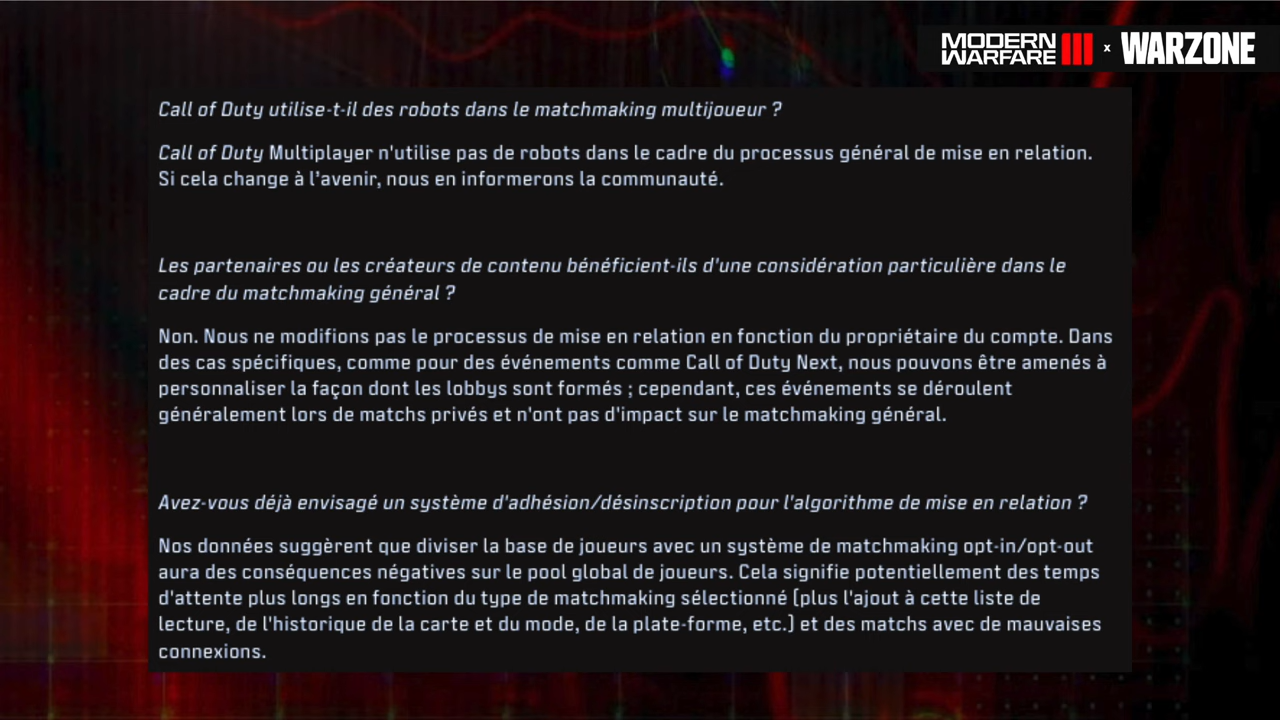 MODERN WARFARE III x WARZONE
Call of Duty utilise-t-il des robots dans le matchmaking multijoueur ?
Call of Duty Multiplayer n'utilise pas de robots dans le cadre du processus général de mise en relation.
Si cela change à l'avenir, nous en informerons la communauté.
Les partenaires ou les créateurs de contenu bénéficient-ils d'une considération particulière dans le
cadre du matchmaking général ?
Non. Nous ne modifions pas le processus de mise en relation en fonction du propriétaire du compte. Dans
des cas spécifiques, comme pour des événements comme Call of Duty Next, nous pouvons être amenés à
personnaliser la façon dont les lobbys sont formés ; cependant, ces événements se déroulent
généralement lors de matchs privés et n'ont pas d'impact sur le matchmaking général.
Avez-vous déjà envisagé un système d'adhésion/désinscription pour l'algorithme de mise en relation ?
Nos données suggèrent que diviser la base de joueurs avec un système de matchmaking opt-in/opt-out
aura des conséquences négatives sur le pool global de joueurs. Cela signifie potentiellement des temps
d'attente plus longs en fonction du type de matchmaking sélectionné (plus l'ajout à cette liste de
lecture, de l'historique de la carte et du mode, de la plate-forme, etc.) et des matchs avec de mauvaises
connexions.